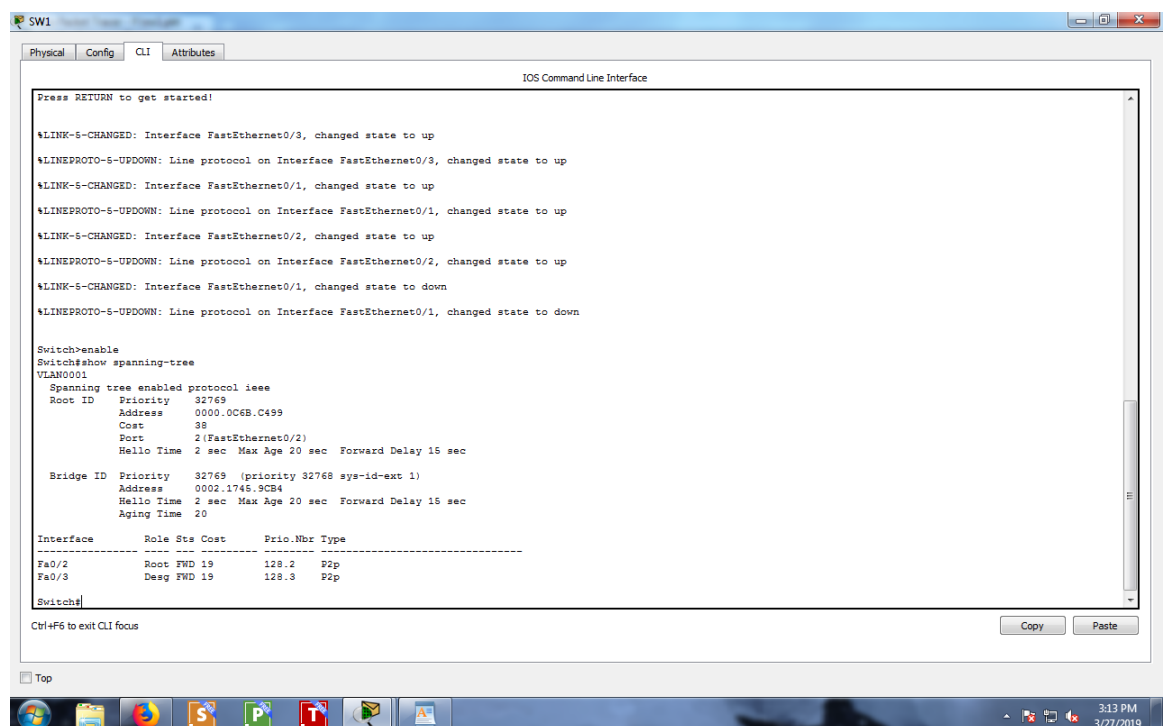 SW1
Physical Config CLI Attributes
IOS Command Line Interface
Press RETURN to get started!
%LINK-5-CHANGED: Interface FastEthernet0/3, changed state to up
%LINEPROTO-5-UPDOWN: Line protocol on Interface FastEthernet0/3, changed state to up
%LINK-5-CHANGED: Interface FastEthernet0/1, changed state to up
%LINEPROTO-5-UPDOWN: Line protocol on Interface FastEthernet0/1, changed state to up
%LINK-5-CHANGED: Interface FastEthernet0/2, changed state to up
%LINEPROTO-5-UPDOWN: Line protocol on Interface FastEthernet0/2, changed state to up
%LINK-5-CHANGED: Interface FastEthernet0/1, changed state to down
%LINEPROTO-5-UPDOWN: Line protocol on Interface FastEthernet0/1, changed state to down
Switch>enable
Switch#show spanning-tree
VLAN0001
Spanning tree enabled protocol ieee
Root ID Priority 32769
Address 0000.0C6B.C499
Cost 38
Port 2(FastEthernet0/2)
Hello Time 2 sec Max Age 20 sec Forward Delay 15 sec
Bridge ID Priority 32769 (priority 32768 sys-id-ext 1)
Address 0002.1745.9CB4
Hello Time 2 sec Max Age 20 sec Forward Delay 15 sec
Aging Time 20
Interface Role Sts Cost Prio.Nbr Type
---------------- ---- --- --------- -------- --------------------------------
Fa0/2 Root FWD 19 128.2 P2p
Fa0/3 Desg FWD 19 128.3 P2p
Switch#
Ctrl+F6 to exit CLI focus
Copy Paste
Top
S P T A
3:13 PM
3/27/2019